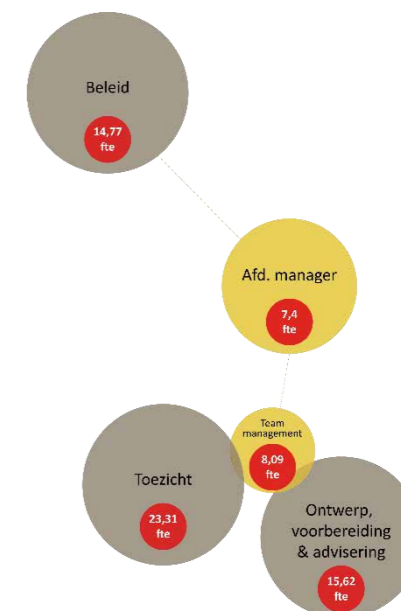 Beleid
14,77
fte
Afd. manager
7,4
fte
Team
management
8,09
fte
Toezicht
23,31
fte
Ontwerp,
voorbereiding
& advisering
15,62
fte